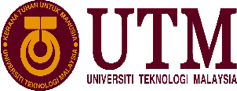 • KERANA TUHAN UNTUK MANUSIA •
UNIVERSITI TEKNOLOGI MALAYSIA
UTM
UNIVERSITI TEKNOLOGI MALAYSIA